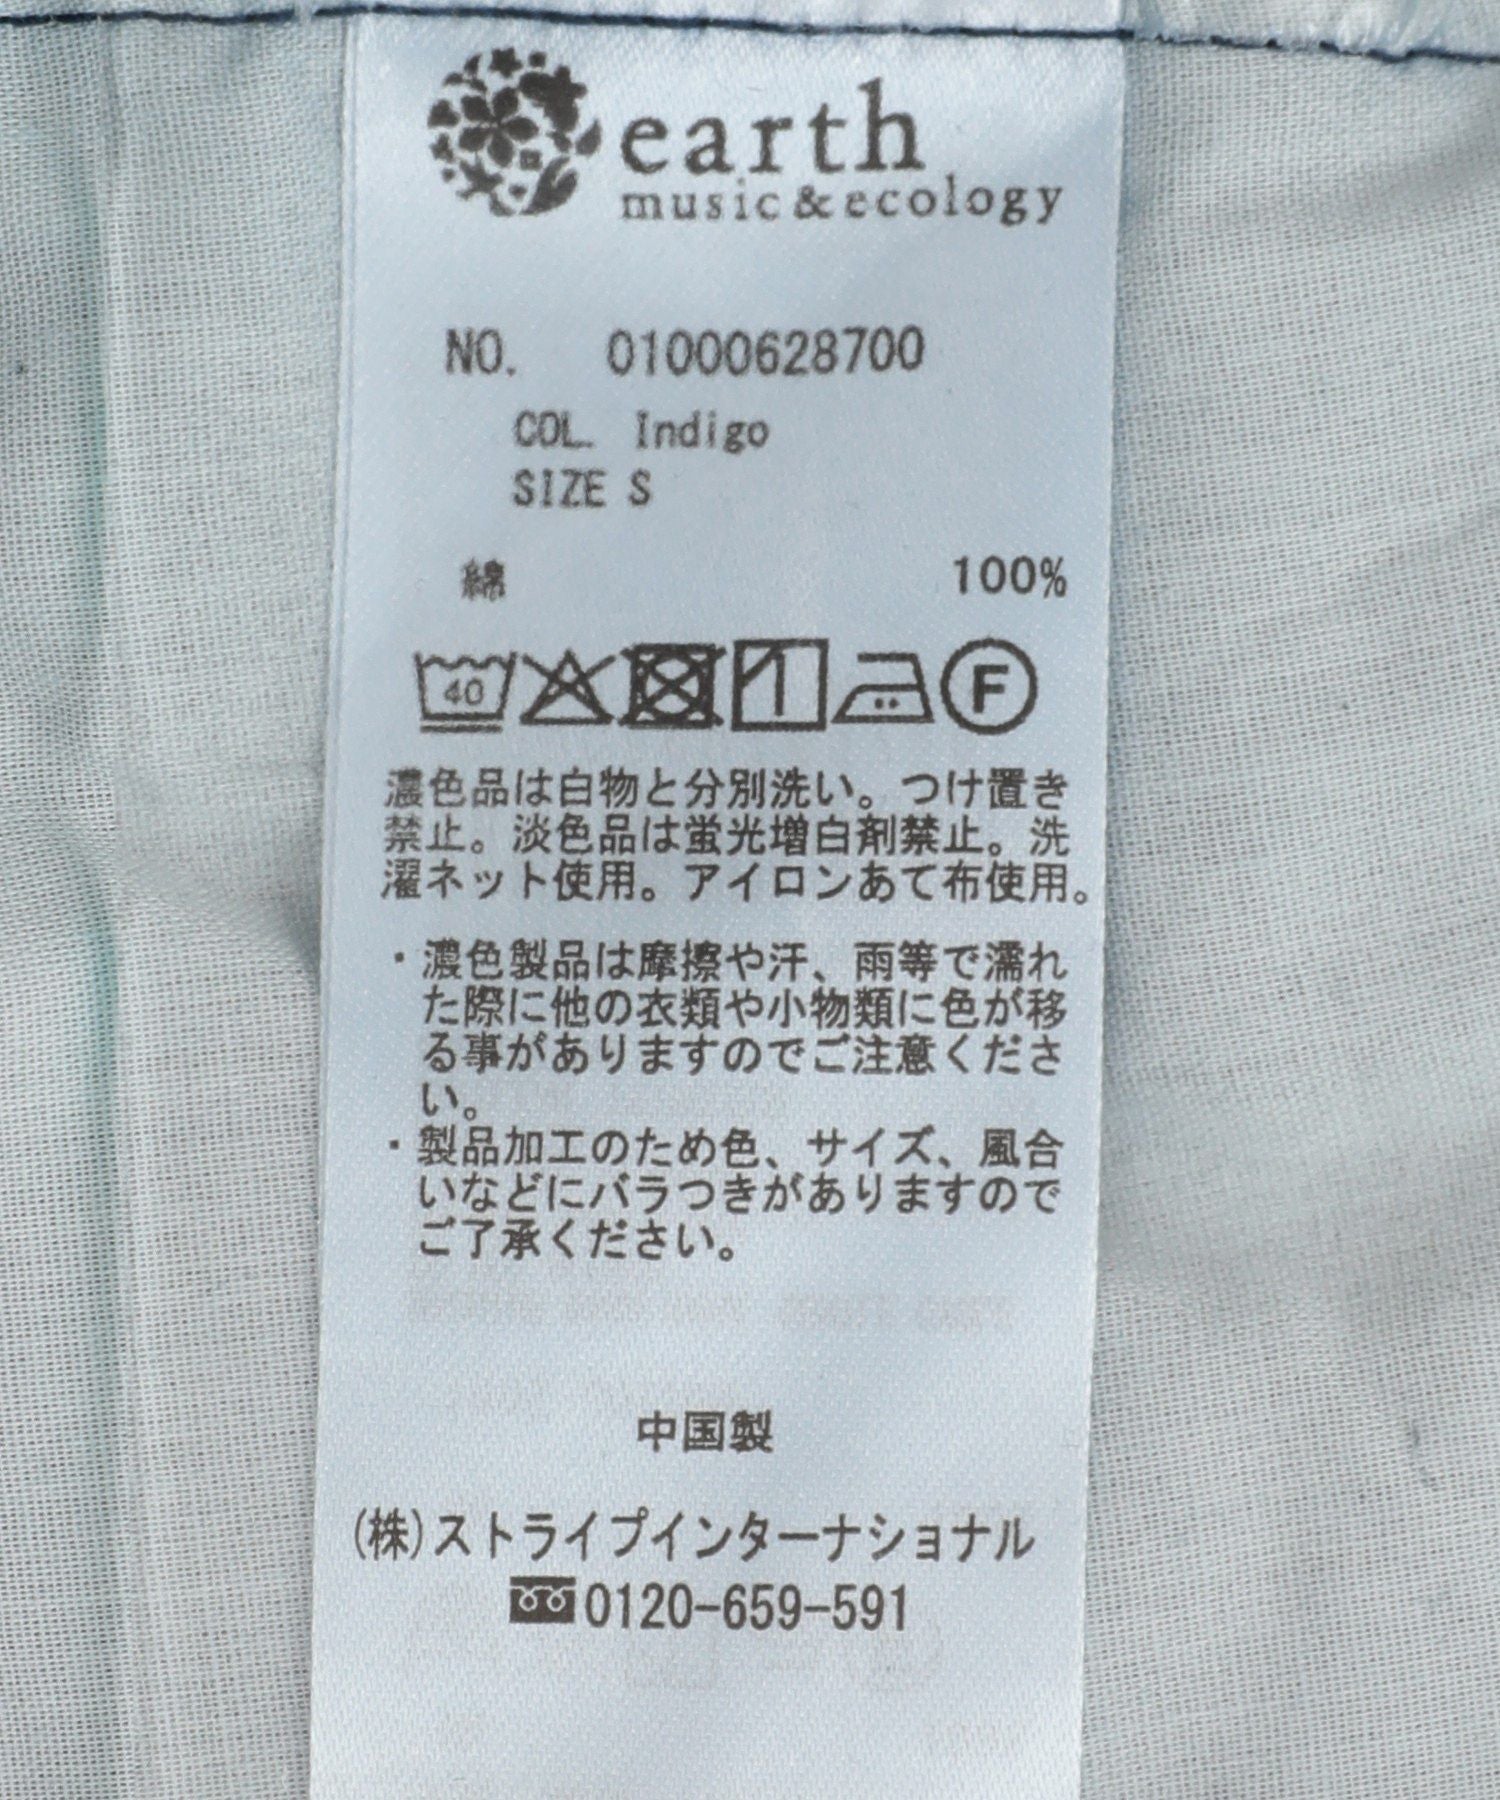 earth
music&ecology
NO. 01000628700
COL. Indigo
SIZE S
綿 100%
40 F
濃色品は白物と分別洗い。つけ置き
禁止。淡色品は蛍光増白剤禁止。洗
濯ネット使用。アイロンあて布使用。
・濃色製品は摩擦や汗、雨等で濡れ
た際に他の衣類や小物類に色が移
る事がありますのでご注意くださ
い。
・製品加工のため色、サイズ、風合
いなどにバラつきがありますので
ご了承ください。
中国製
(株)ストライプインターナショナル
0120-659-591